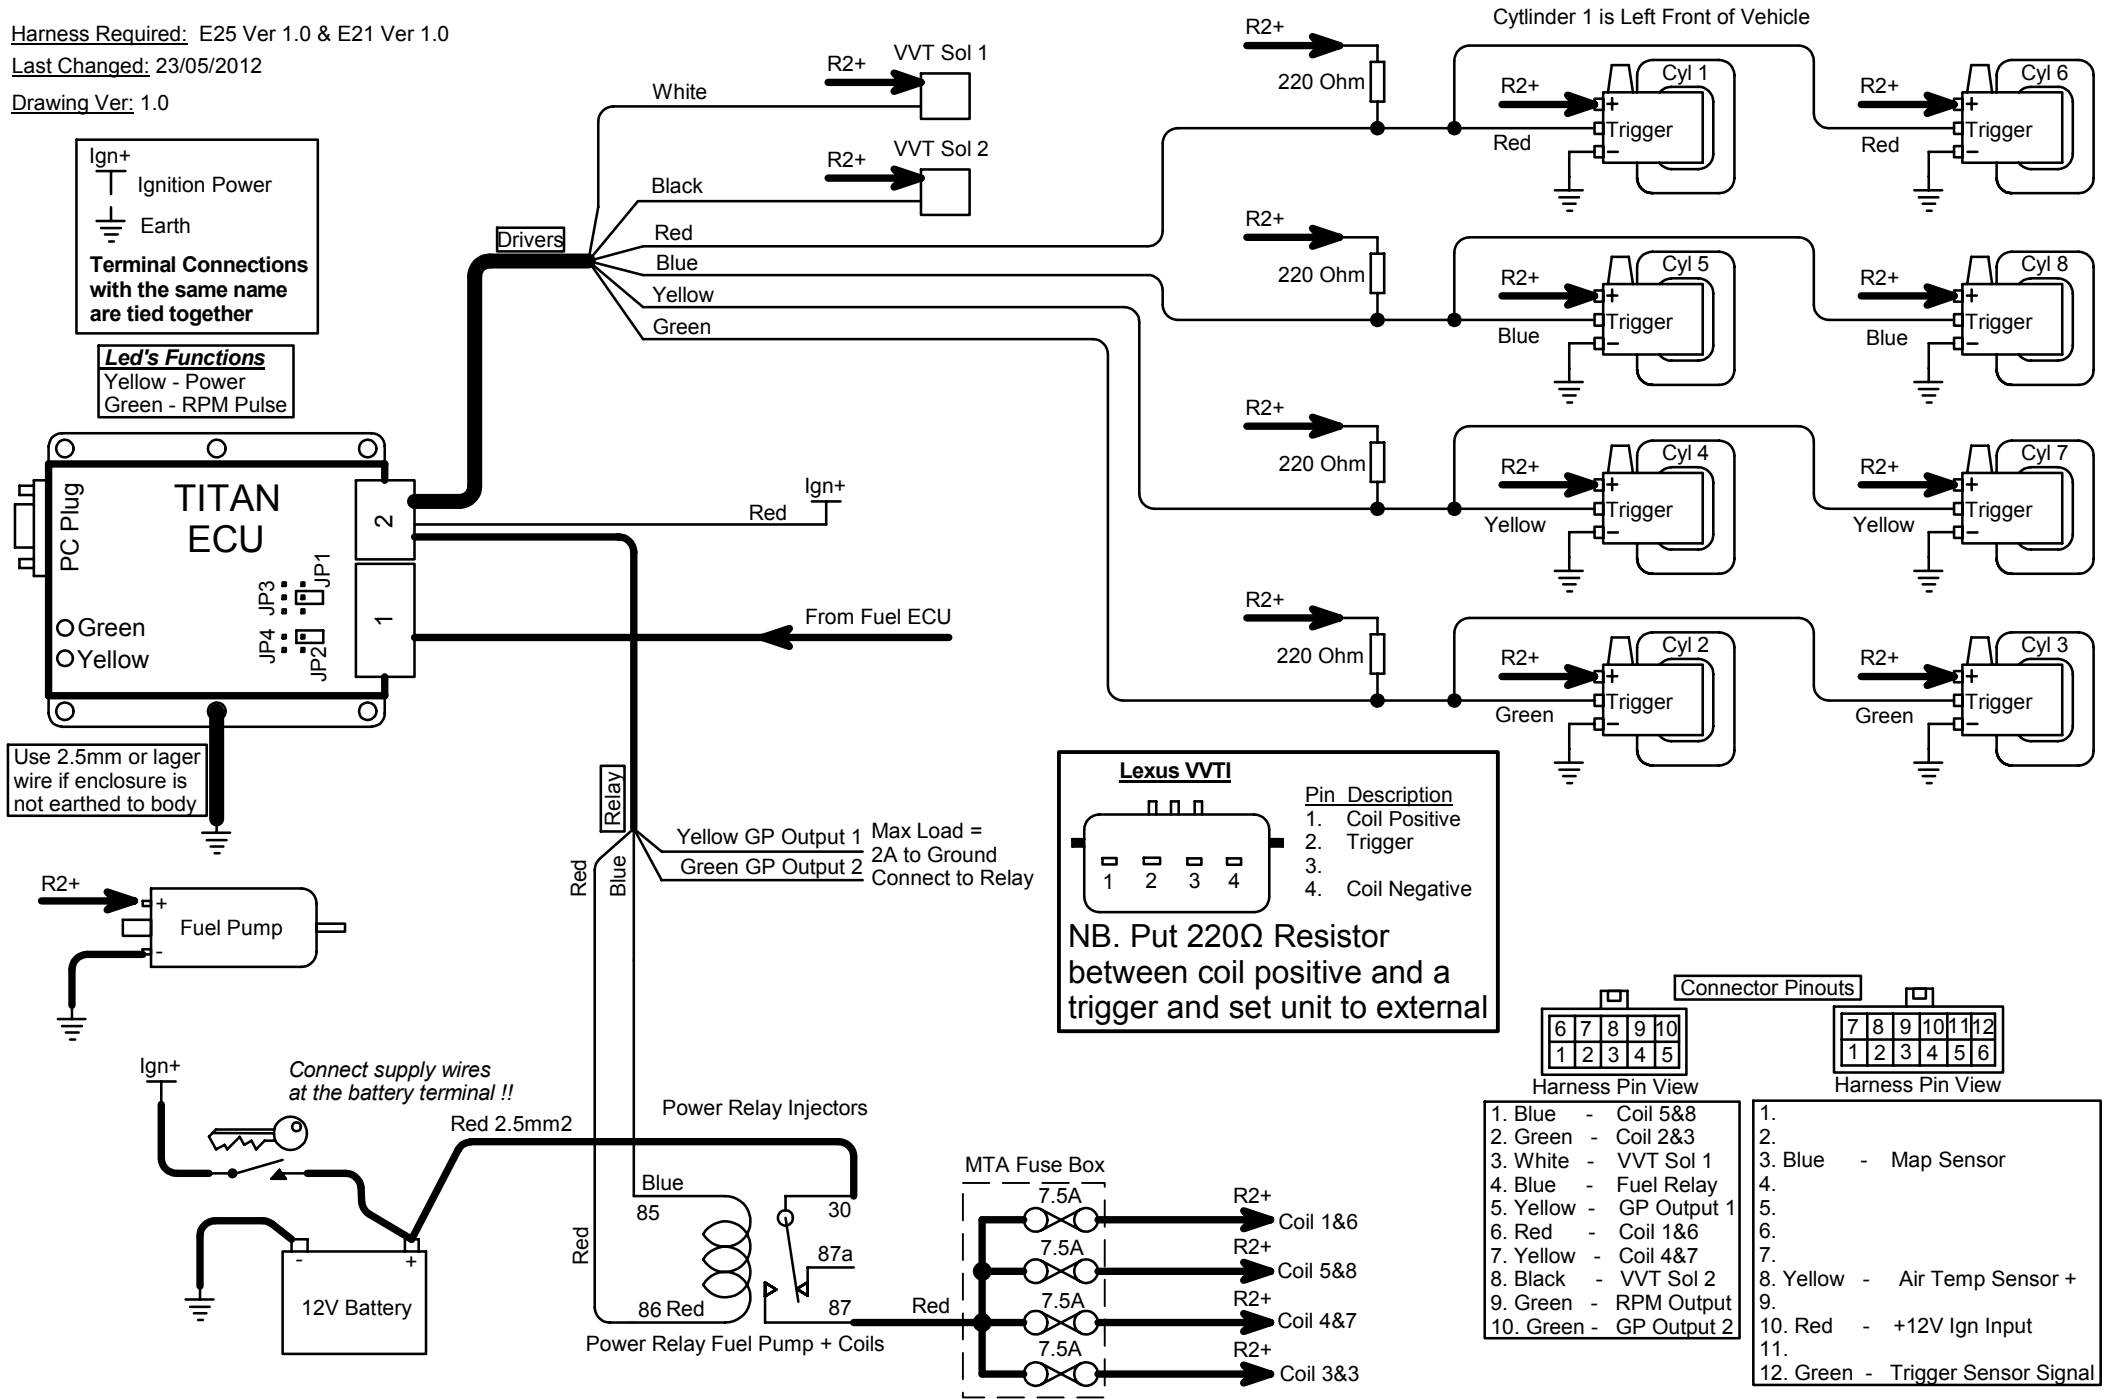 Harness Required: E25 Ver 1.0 & E21 Ver 1.0
Last Changed: 23/05/2012
Drawing Ver: 1.0
Ign+
Ignition Power
Earth
Terminal Connections
with the same name
are tied together
Led's Functions
Yellow - Power
Green - RPM Pulse
PC Plug
TITAN
ECU
2
1
JP3
JP1
JP4
JP2
Green
Yellow
Use 2.5mm or lager
wire if enclosure is
not earthed to body
Drivers
White
Black
Red
Blue
Yellow
Green
R2+
VVT Sol 1
R2+
VVT Sol 2
Red
Ign+
From Fuel ECU
Cytlinder 1 is Left Front of Vehicle
R2+
220 Ohm
R2+
Cyl 1
+
Trigger
-
Red
R2+
Cyl 6
+
Trigger
-
Red
R2+
220 Ohm
R2+
Cyl 5
+
Trigger
-
Blue
R2+
Cyl 8
+
Trigger
-
Blue
R2+
220 Ohm
R2+
Cyl 4
+
Trigger
-
Yellow
R2+
Cyl 7
+
Trigger
-
Yellow
R2+
220 Ohm
R2+
Cyl 2
+
Trigger
-
Green
R2+
Cyl 3
+
Trigger
-
Green
Relay
Red
Blue
Yellow GP Output 1
Green GP Output 2
Max Load =
2A to Ground
Connect to Relay
Lexus VVTI
1 2 3 4
Pin Description
1. Coil Positive
2. Trigger
3.
4. Coil Negative
NB. Put 220Ω Resistor
between coil positive and a
trigger and set unit to external
R2+
+
Fuel Pump
-
Ign+
Connect supply wires
at the battery terminal !!
Red 2.5mm2
- +
12V Battery
Power Relay Injectors
Blue
85
Red
86 Red
30
87a
87
Red
Power Relay Fuel Pump + Coils
MTA Fuse Box
7.5A
R2+
Coil 1&6
7.5A
R2+
Coil 5&8
7.5A
R2+
Coil 4&7
7.5A
R2+
Coil 3&3
Connector Pinouts
6 7 8 9 10
1 2 3 4 5
Harness Pin View
1. Blue - Coil 5&8
2. Green - Coil 2&3
3. White - VVT Sol 1
4. Blue - Fuel Relay
5. Yellow - GP Output 1
6. Red - Coil 1&6
7. Yellow - Coil 4&7
8. Black - VVT Sol 2
9. Green - RPM Output
10. Green - GP Output 2
7 8 9 10 11 12
1 2 3 4 5 6
Harness Pin View
1.
2.
3. Blue - Map Sensor
4.
5.
6.
7.
8. Yellow - Air Temp Sensor +
9.
10. Red - +12V Ign Input
11.
12. Green - Trigger Sensor Signal